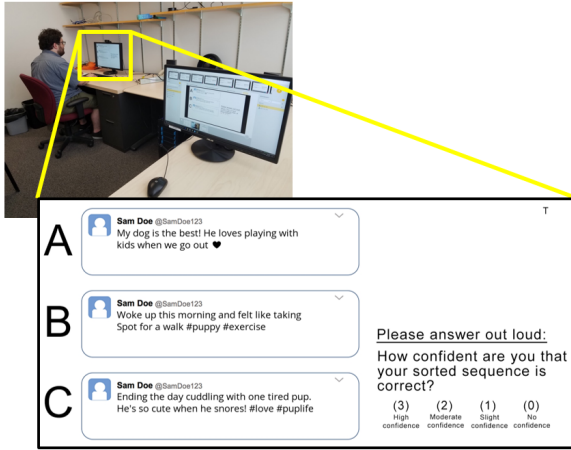 T
A
Sam Doe @SamDoe123
My dog is the best! He loves playing with
kids when we go out ♥
B
Sam Doe @SamDoe123
Woke up this morning and felt like taking
Spot for a walk #puppy #exercise
C
Sam Doe @SamDoe123
Ending the day cuddling with one tired pup.
He's so cute when he snores! #love #puplife
Please answer out loud:
How confident are you that
your sorted sequence is
correct?
(3) (2) (1) (0)
High Moderate Slight No
confidence confidence confidence confidence